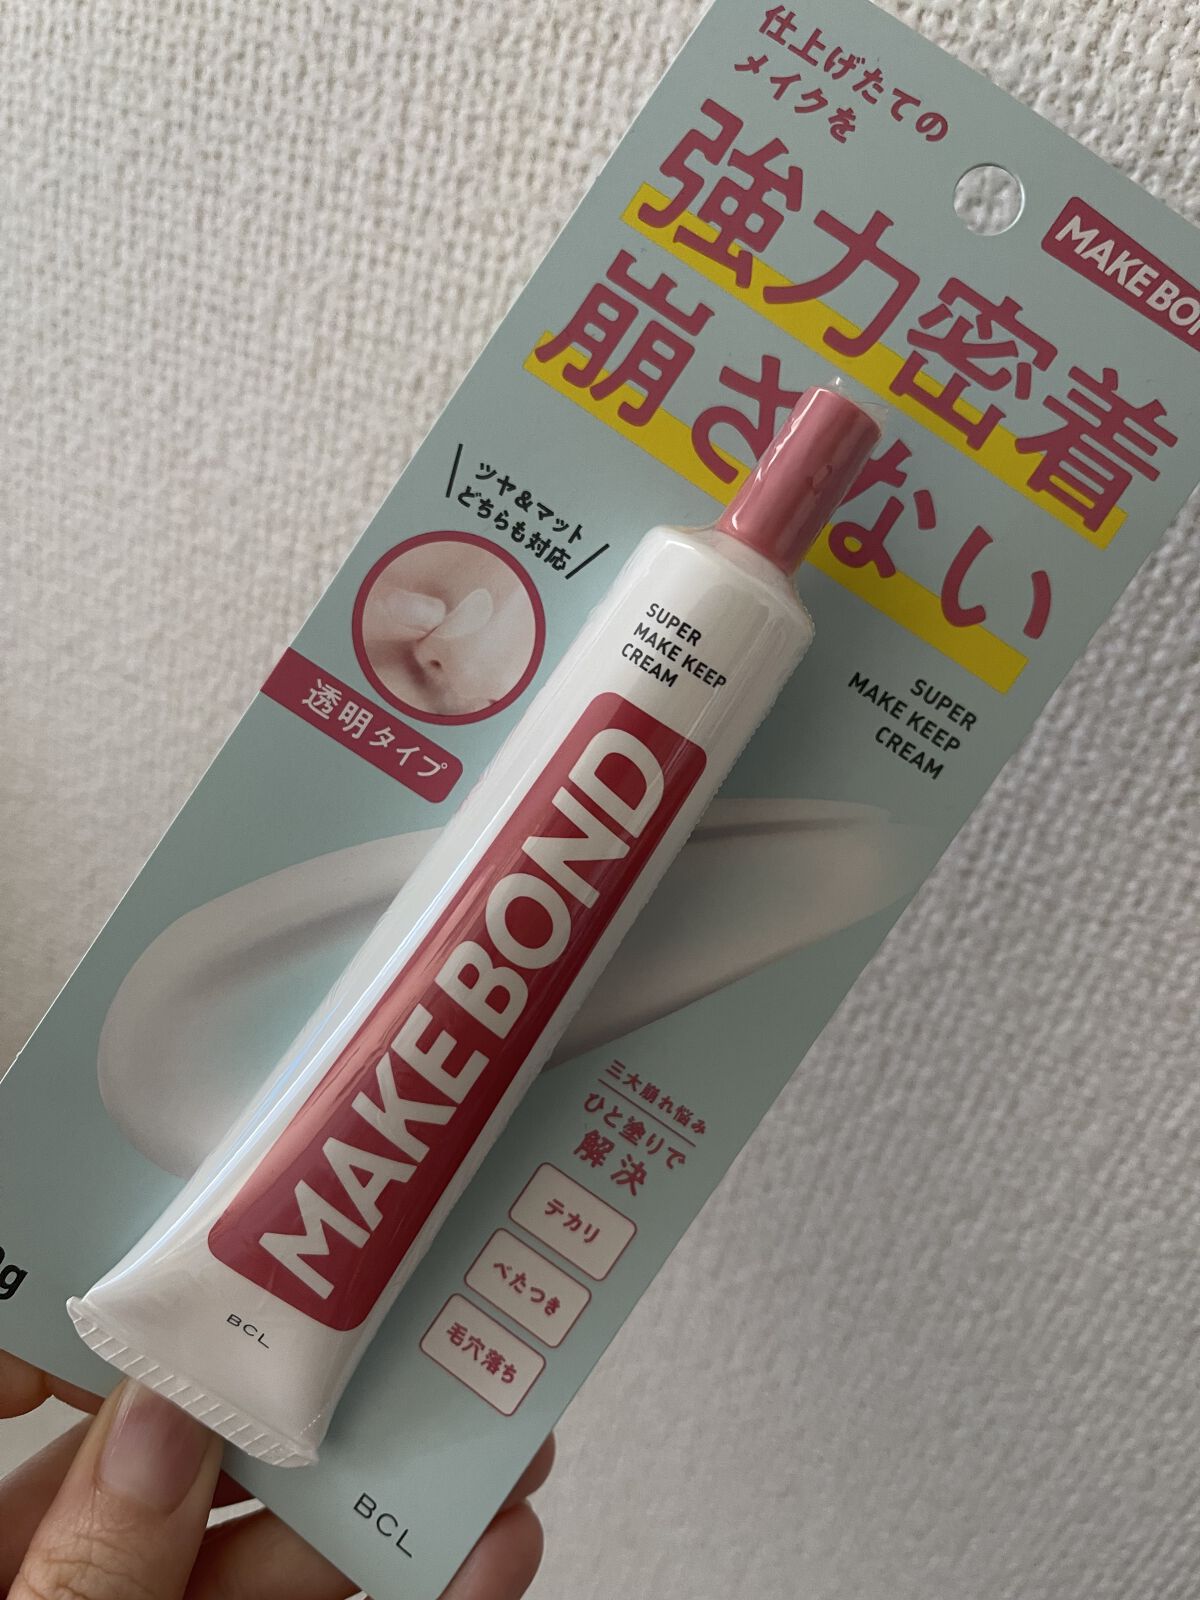 仕上げたての
メイクを
強力密着
崩さない
MAKE BO
ツヤ&マット
どちらも対応
透明タイプ
SUPER
MAKE KEEP
CREAM
SUPER
MAKE KEEP
CREAM
MAKE BOND
BCL
三大崩れ悩み
ひと塗りで
解決
テカリ
べたつき
毛穴落ち
g
BCL